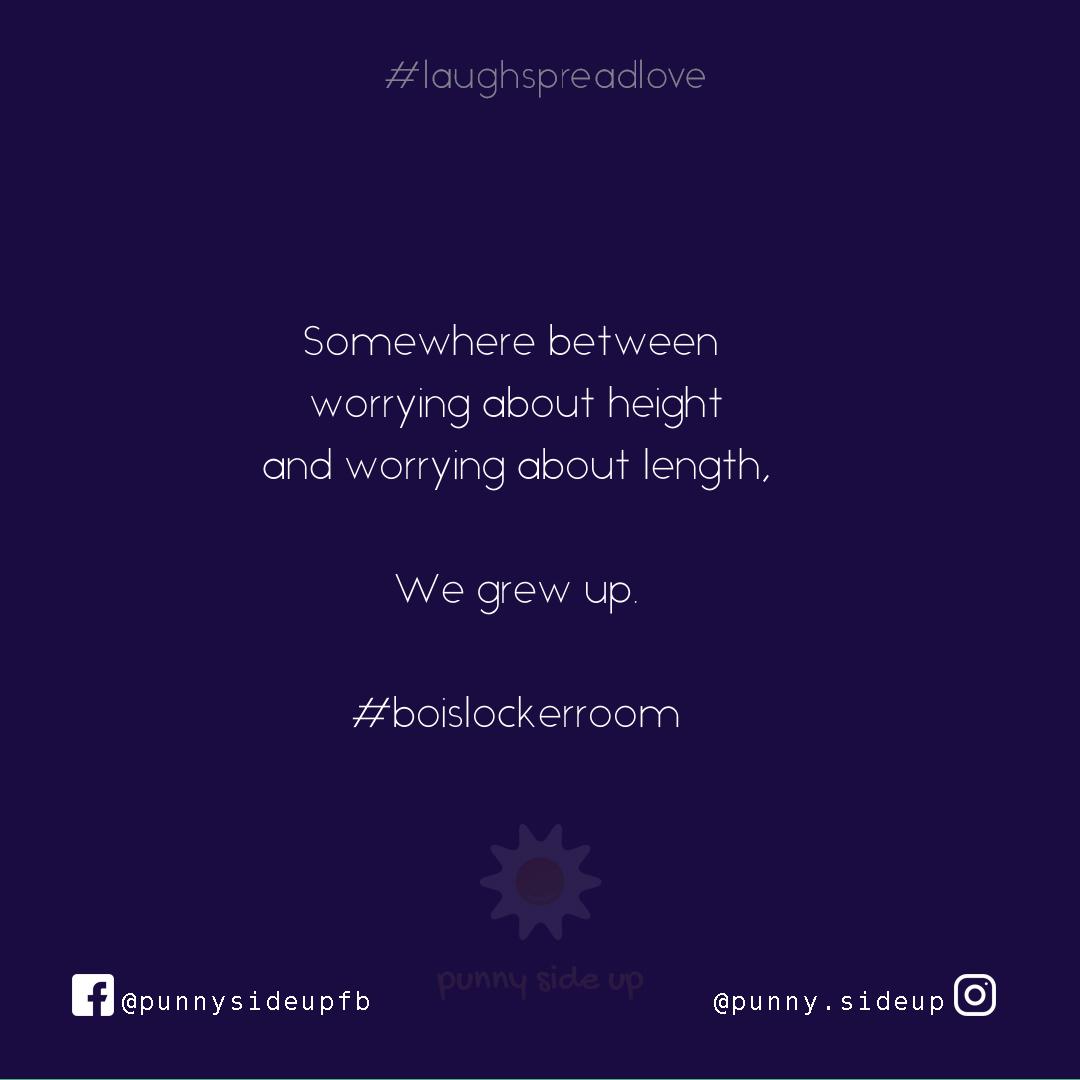 #laughspreadlove
Somewhere between
worrying about height
and worrying about length,
We grew up.
#boislockerroom
punny side up
@punnysideupfb
@punny.sideup